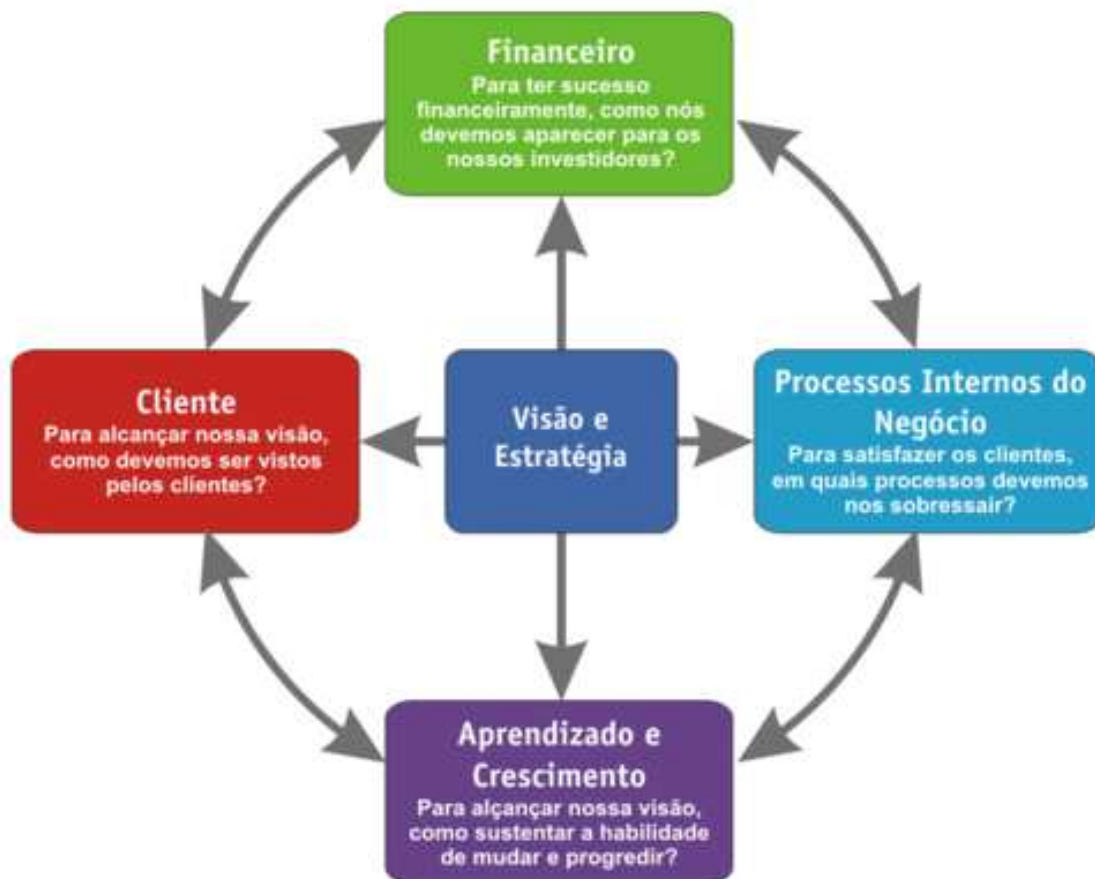 Financeiro
Para ter sucesso
financeiramente, como nós
devemos aparecer para os
nossos investidores?
Cliente
Para alcançar nossa visão,
como devemos ser vistos
pelos clientes?
Visão e
Estratégia
Processos Internos do
Negócio
Para satisfazer os clientes,
em quais processos devemos
nos sobressair?
Aprendizado e
Crescimento
Para alçançar nossa visão,
como sustentar a habilidade
de mudar e progredir?